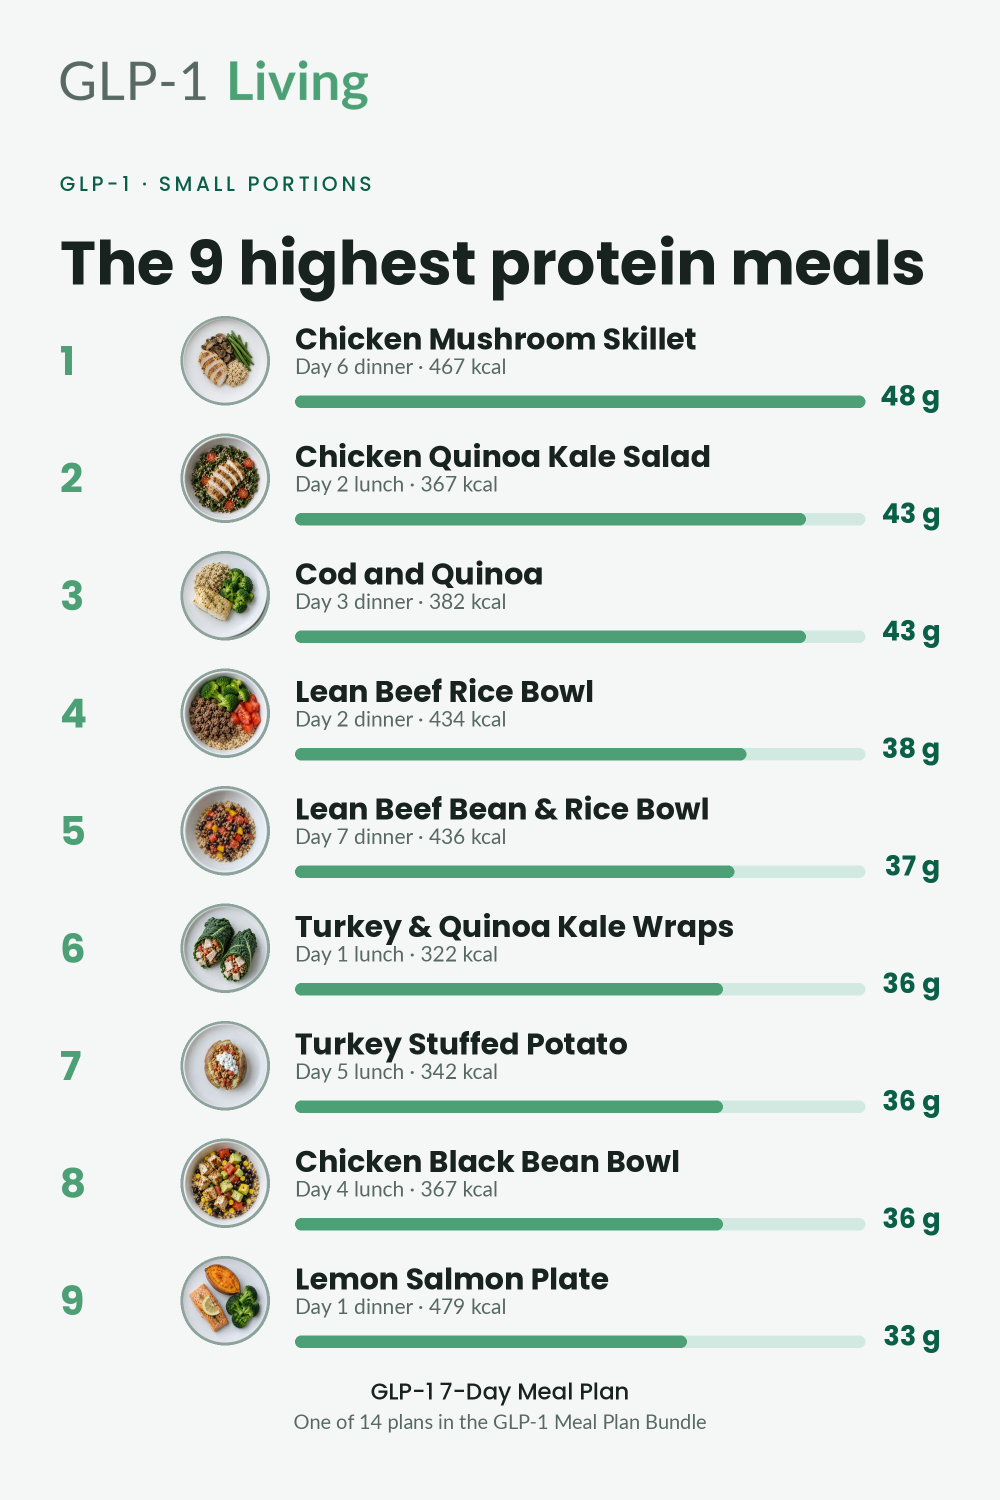 GLP-1 Living
GLP-1 · SMALL PORTIONS
The 9 highest protein meals
1
Chicken Mushroom Skillet
Day 6 dinner · 467 kcal
48 g
2
Chicken Quinoa Kale Salad
Day 2 lunch · 367 kcal
43 g
3
Cod and Quinoa
Day 3 dinner · 382 kcal
43 g
4
Lean Beef Rice Bowl
Day 2 dinner · 434 kcal
38 g
5
Lean Beef Bean & Rice Bowl
Day 7 dinner · 436 kcal
37 g
6
Turkey & Quinoa Kale Wraps
Day 1 lunch · 322 kcal
36 g
7
Turkey Stuffed Potato
Day 5 lunch · 342 kcal
36 g
8
Chicken Black Bean Bowl
Day 4 lunch · 367 kcal
36 g
9
Lemon Salmon Plate
Day 1 dinner · 479 kcal
33 g
GLP-1 7-Day Meal Plan
One of 14 plans in the GLP-1 Meal Plan Bundle